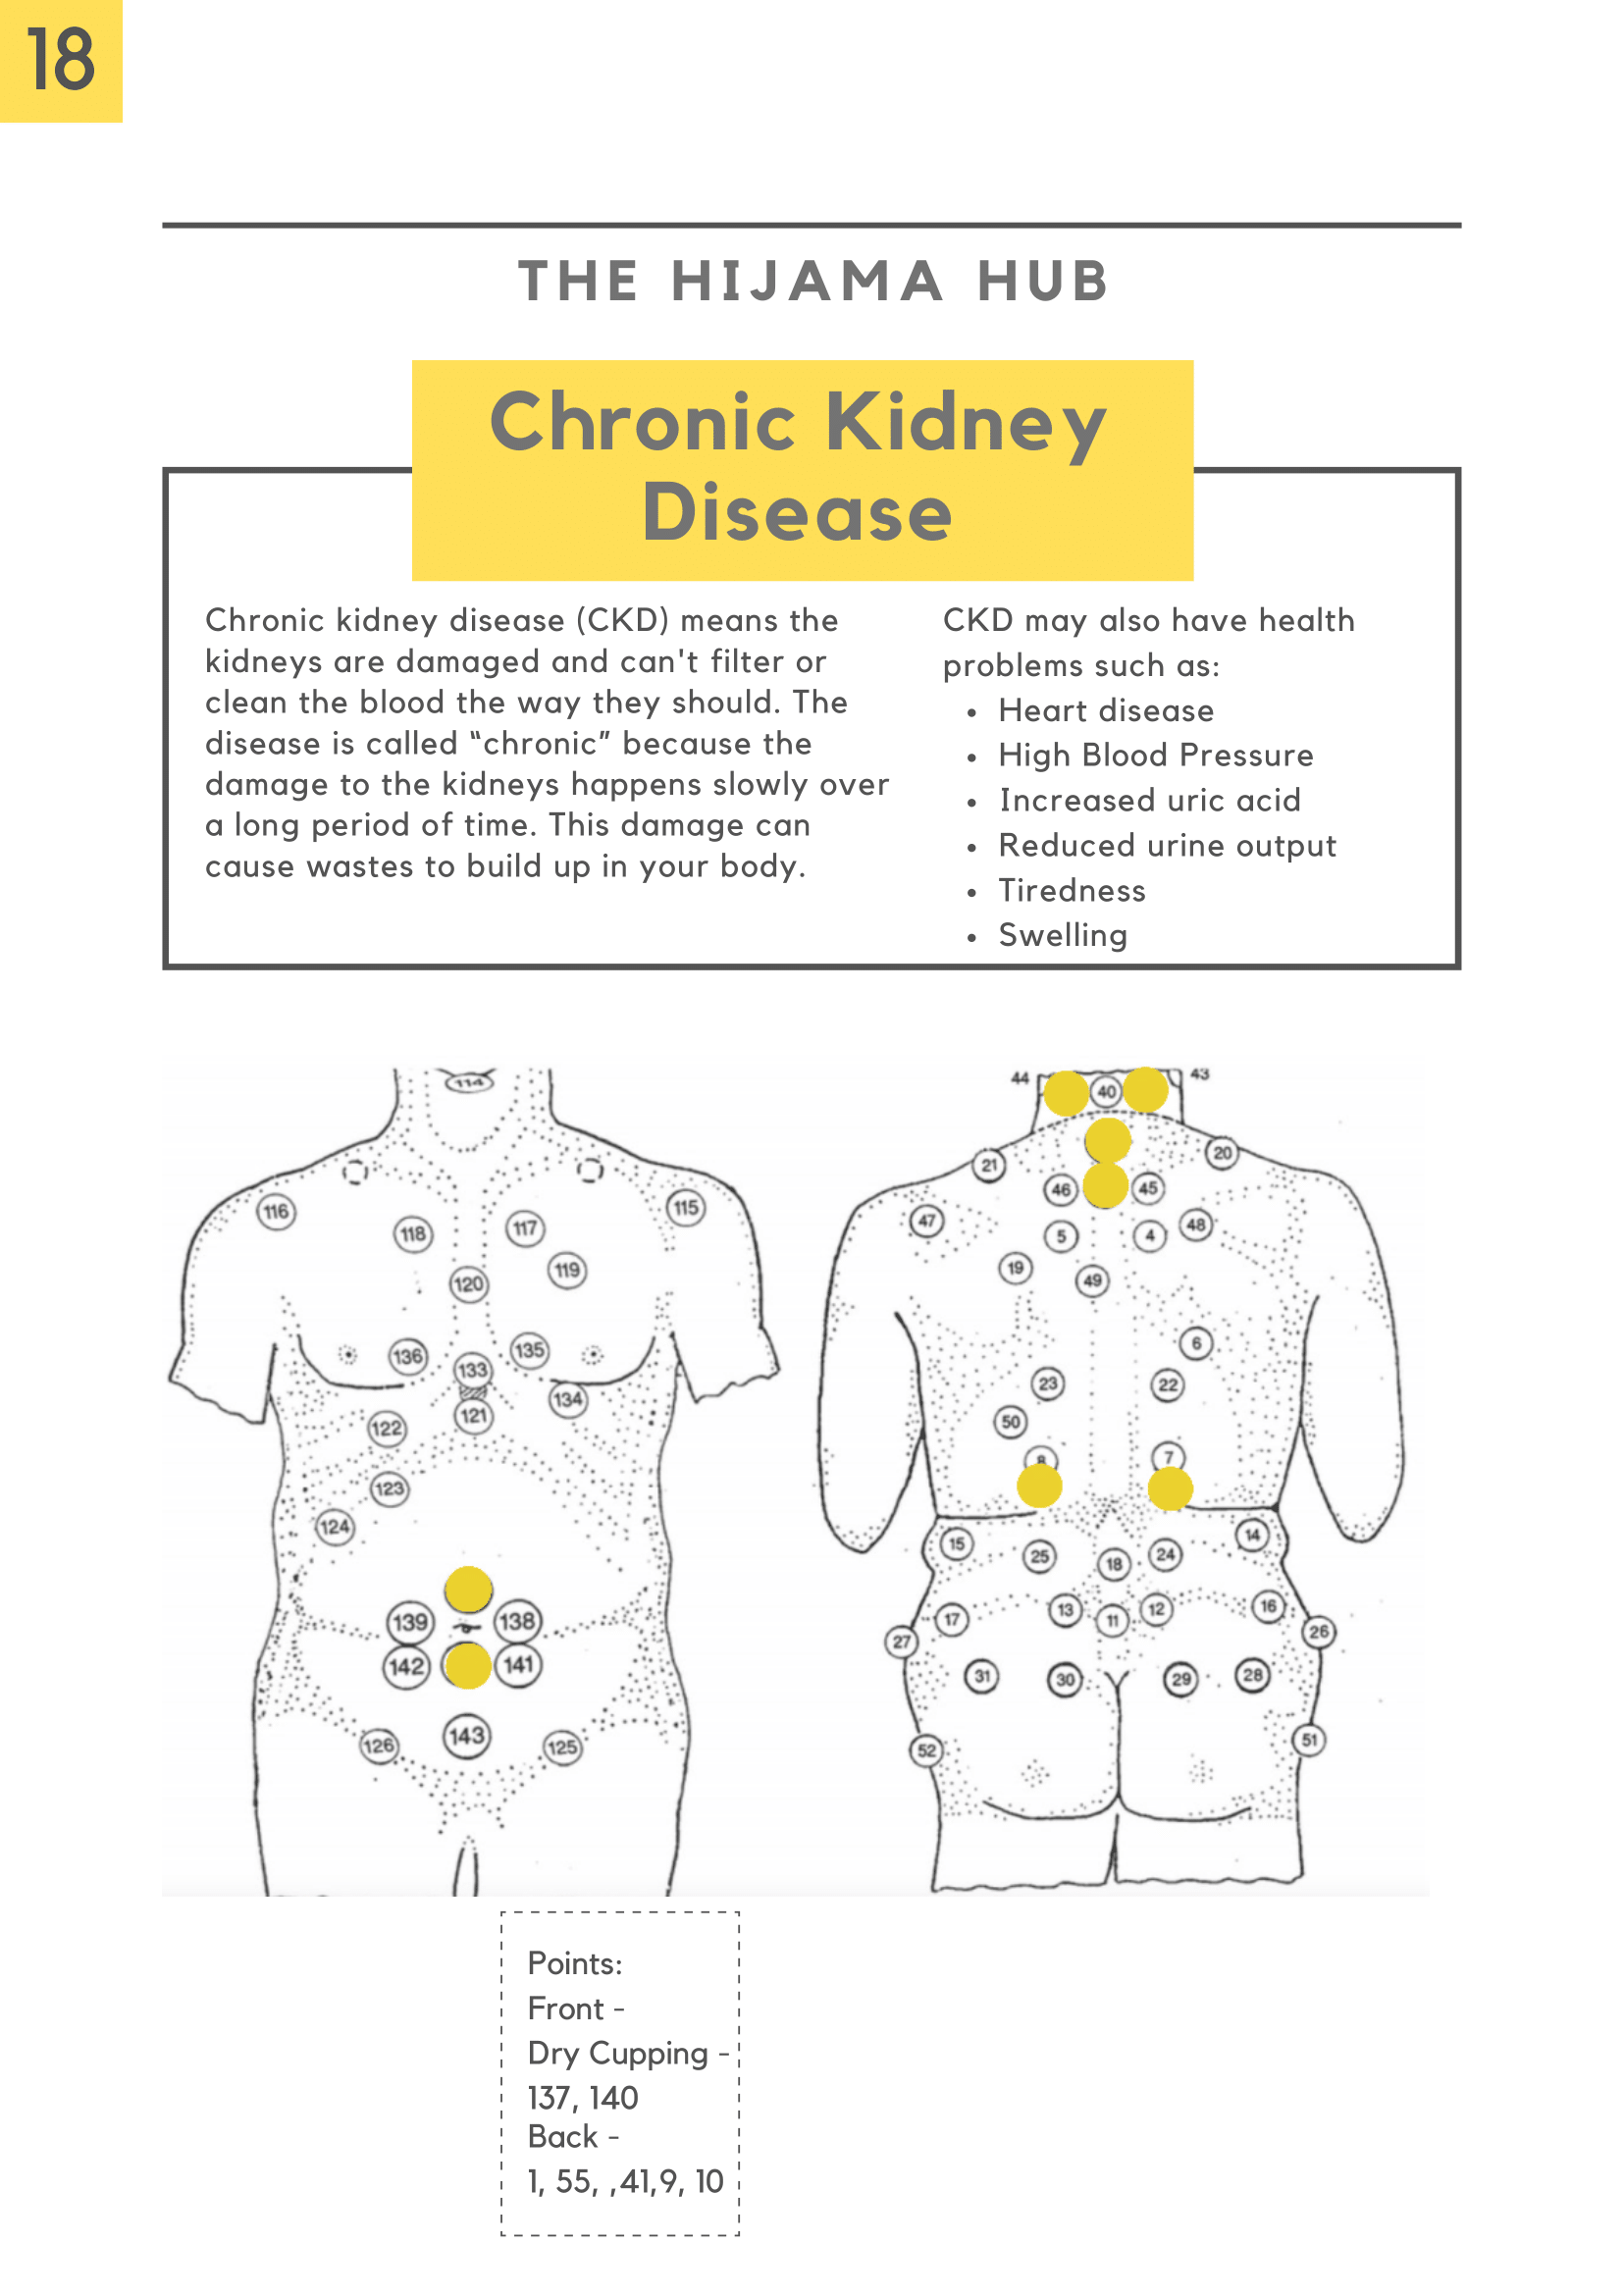 18
THE HIJAMA HUB
Chronic Kidney
Disease
Chronic kidney disease (CKD) means the
kidneys are damaged and can't filter or
clean the blood the way they should. The
disease is called “chronic” because the
damage to the kidneys happens slowly over
a long period of time. This damage can
cause wastes to build up in your body.
CKD may also have health
problems such as:
• Heart disease
• High Blood Pressure
• Increased uric acid
• Reduced urine output
• Tiredness
• Swelling
114
116
115
118
117
119
120
136
135
133
134
121
122
123
124
139
138
142
141
143
126
125
44
43
40
21
20
46
45
47
48
5
4
19
49
6
23
22
50
8
7
15
14
25
24
18
17
13
12
16
11
27
26
31
30
29
28
52
51
Points:
Front -
Dry Cupping -
137, 140
Back -
1, 55, ,41,9, 10